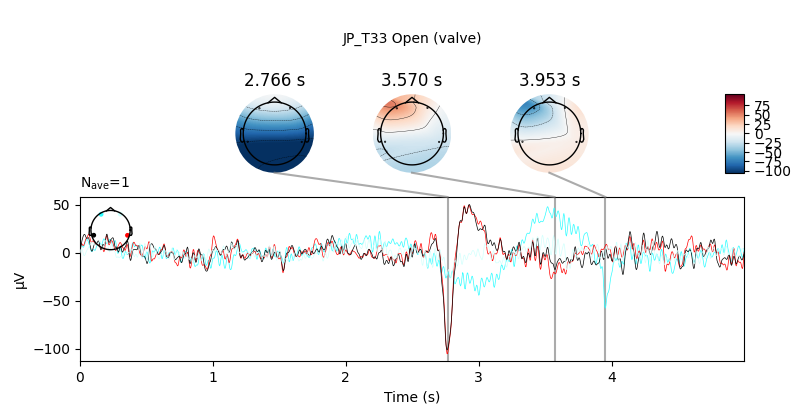 JP_T33 Open (valve)
2.766 s 3.570 s 3.953 s
75
50
25
0
−25
−50
−75
−100
Nave=1
50
0
−50
−100
µV
0 1 2 3 4
Time (s)